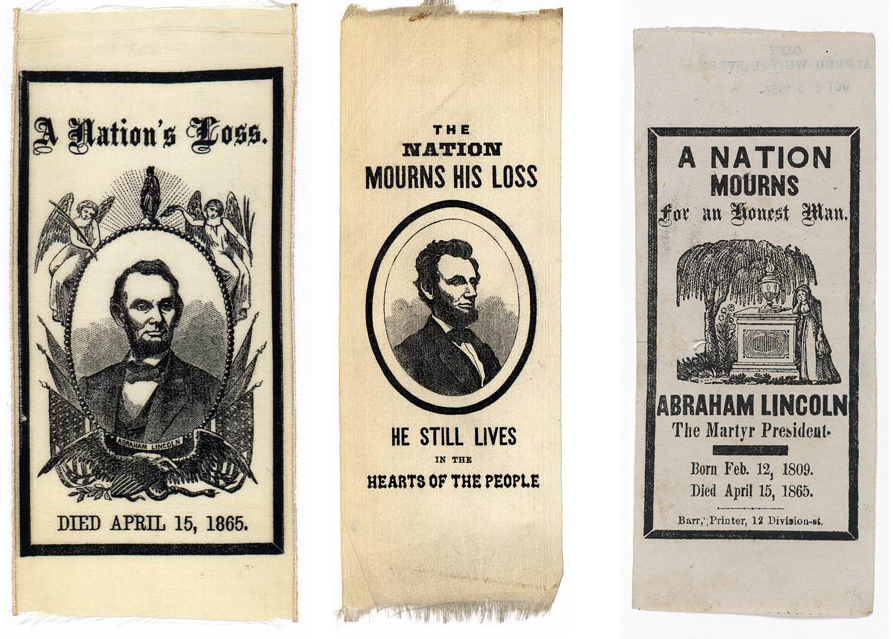 A Nation's Loss.
ABRAHAM LINCOLN
DIED APRIL 15, 1865.
THE
NATION
MOURNS HIS LOSS
HE STILL LIVES
IN THE
HEARTS OF THE PEOPLE
GIFT
OCT
A NATION
MOURNS
For an Honest Man.
ABRAHAM LINCOLN
The Martyr President.
Born Feb. 12, 1809.
Died April 15, 1865.
Barr, Printer, 12 Division-st.